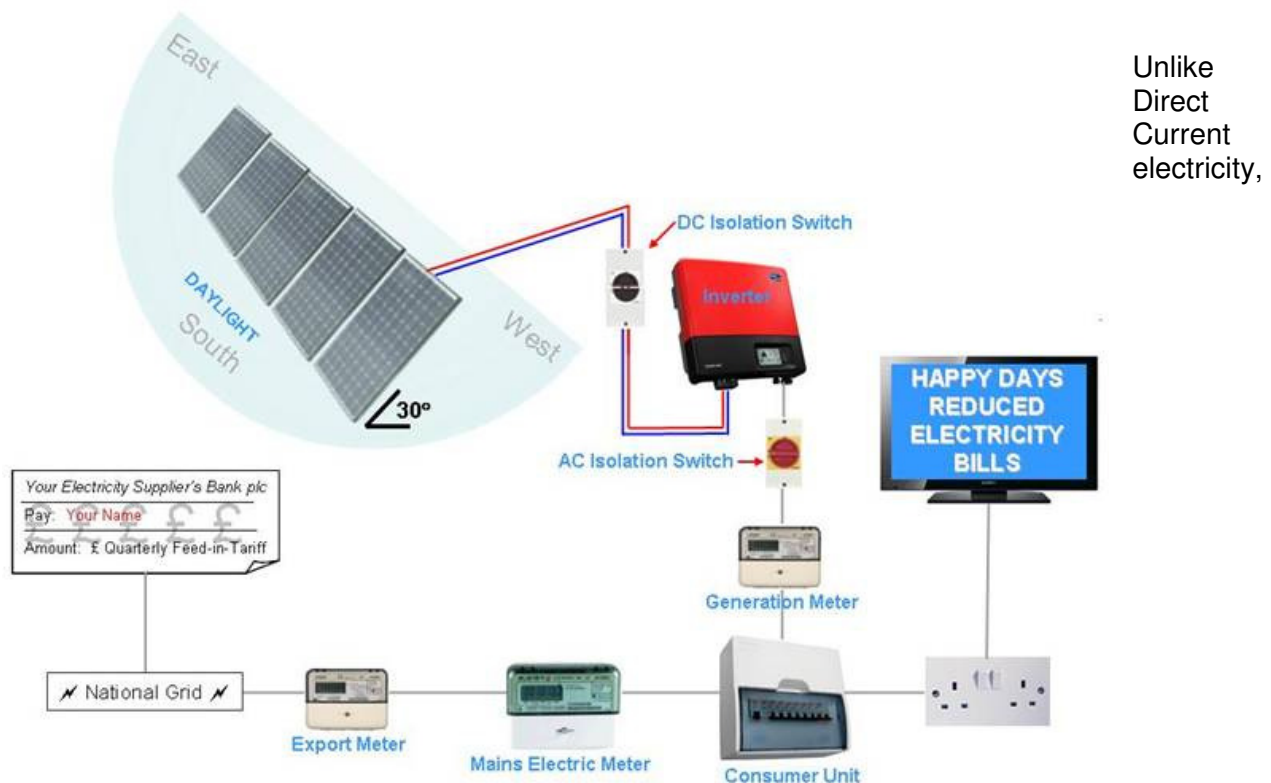 Unlike
Direct
Current
electricity,
East
DAYLIGHT
South
West
30º
DC Isolation Switch
Inverter
AC Isolation Switch
HAPPY DAYS
REDUCED
ELECTRICITY
BILLS
Your Electricity Supplier's Bank plc
Pay: Your Name
£ £ £ £ £
Amount: £ Quarterly Feed-in-Tariff
Generation Meter
National Grid
Export Meter
Mains Electric Meter
Consumer Unit